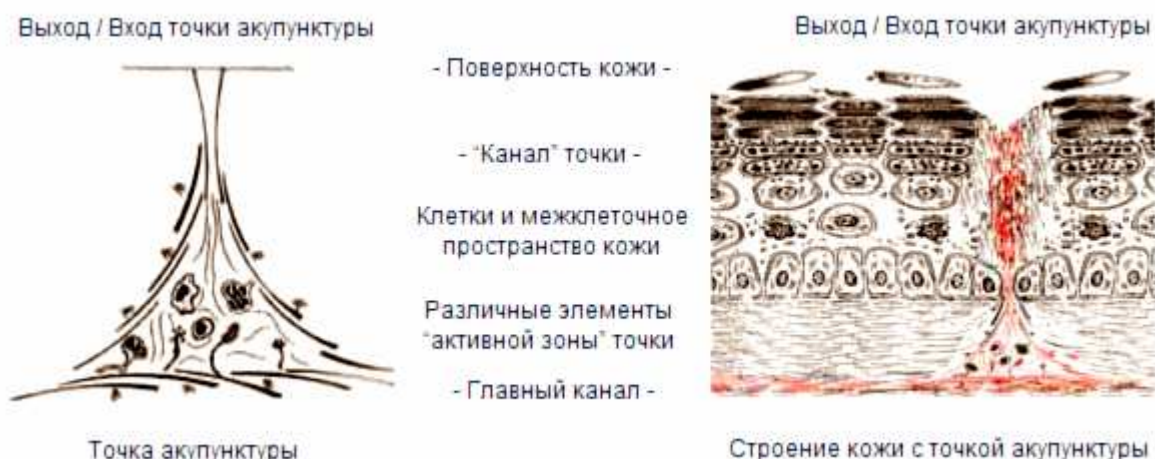 Выход / Вход точки акупунктуры
Выход / Вход точки акупунктуры
- Поверхность кожи -
- "Канал" точки -
Клетки и межклеточное
пространство кожи
Различные элементы
"активной зоны" точки
- Главный канал -
Точка акупунктуры
Строение кожи с точкой акупунктуры